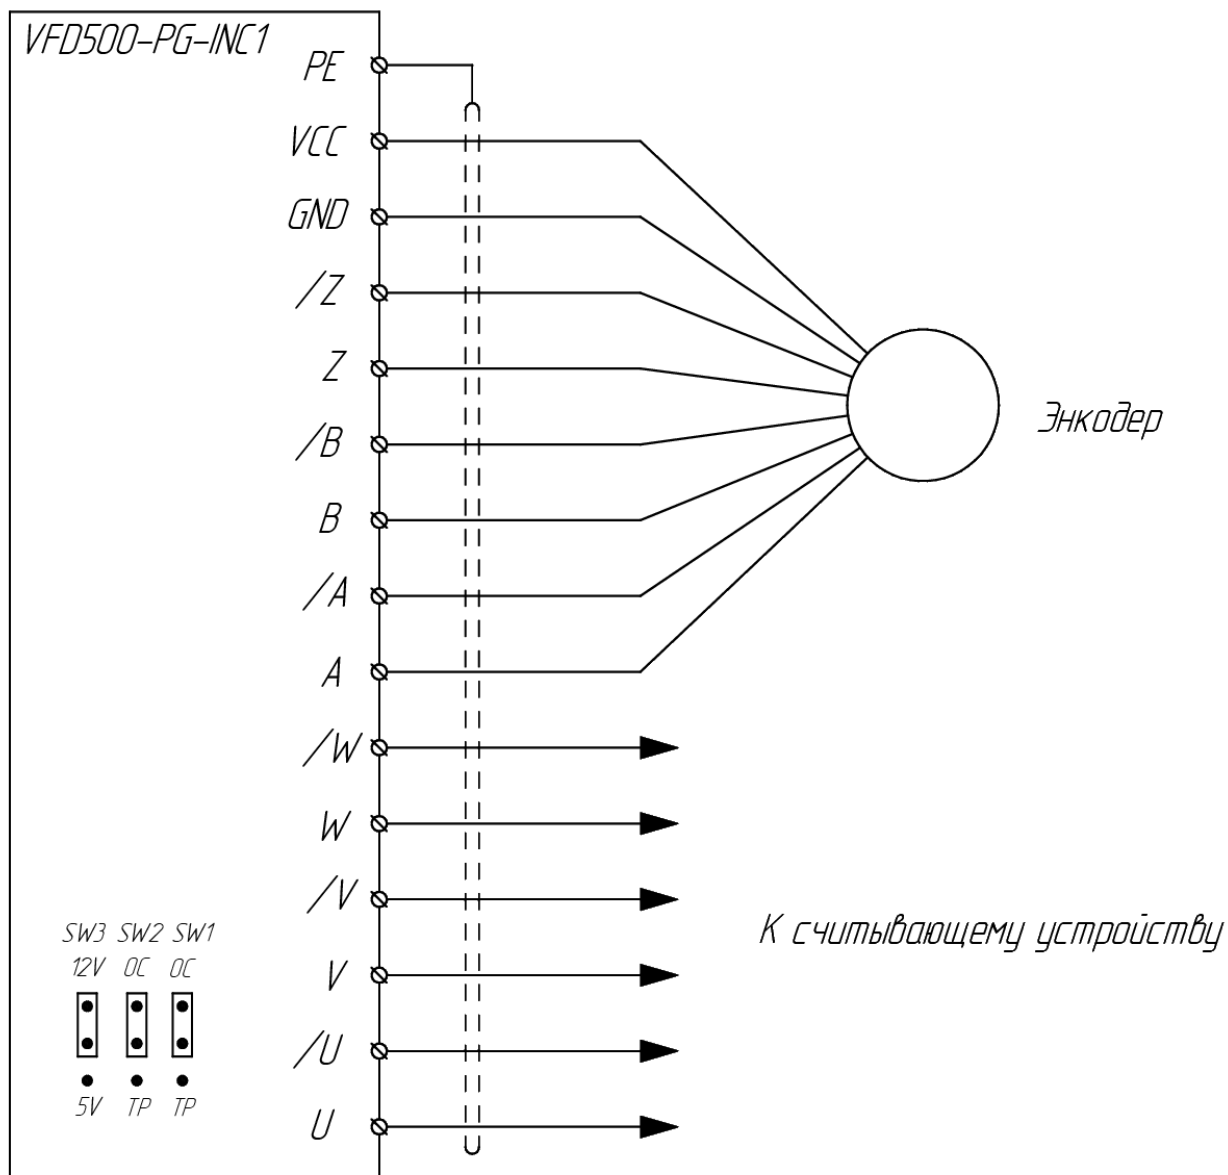 VFD500-PG-INC1
PE
VCC
GND
/Z
Z
/B
Энкодер
B
/A
A
/W
W
/V
К считывающему устройству
SW3 SW2 SW1
12V OC OC
V
/U
5V TP TP
U